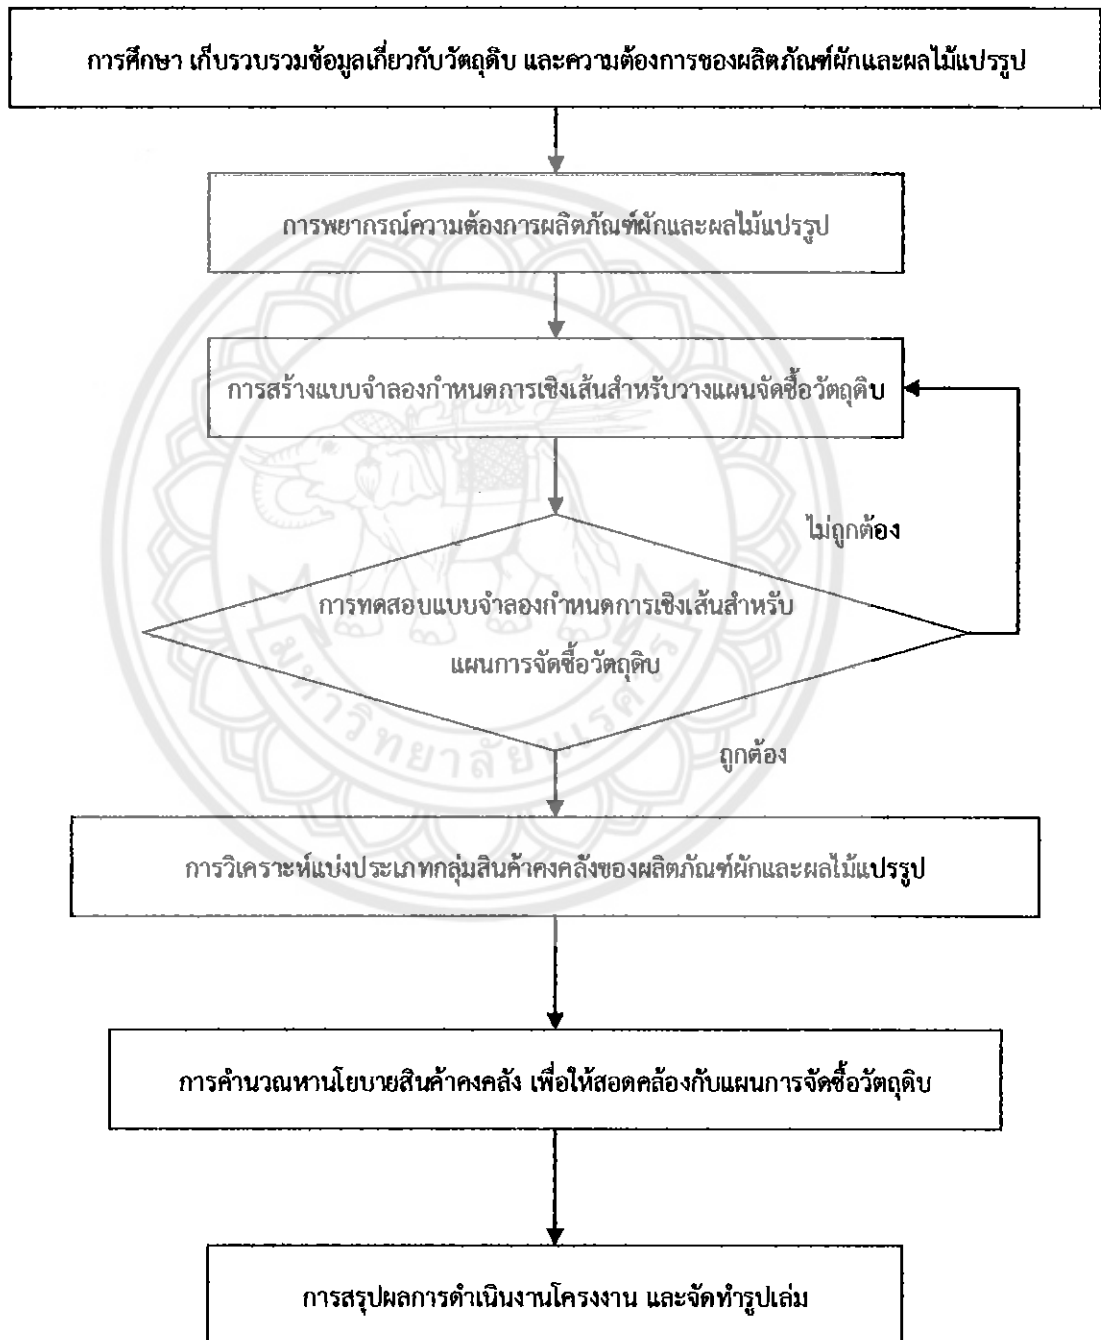 การศึกษา เก็บรวบรวมข้อมูลเกี่ยวกับวัตถุดิบ และความต้องการของผลิตภัณฑ์ผักและผลไม้แปรรูป
การพยากรณ์ความต้องการผลิตภัณฑ์ผักและผลไม้แปรรูป
การสร้างแบบจำลองกำหนดการเชิงเส้นสำหรับวางแผนจัดซื้อวัตถุดิบ
ไม่ถูกต้อง
การทดสอบแบบจำลองกำหนดการเชิงเส้นสำหรับ
แผนการจัดซื้อวัตถุดิบ
มหาวิทยาลัยนเรศวร
ถูกต้อง
การวิเคราะห์แบ่งประเภทกลุ่มสินค้าคงคลังของผลิตภัณฑ์ผักและผลไม้แปรรูป
การคำนวณหานโยบายสินค้าคงคลัง เพื่อให้สอดคล้องกับแผนการจัดซื้อวัตถุดิบ
การสรุปผลการดำเนินงานโครงงาน และจัดทำรูปเล่ม